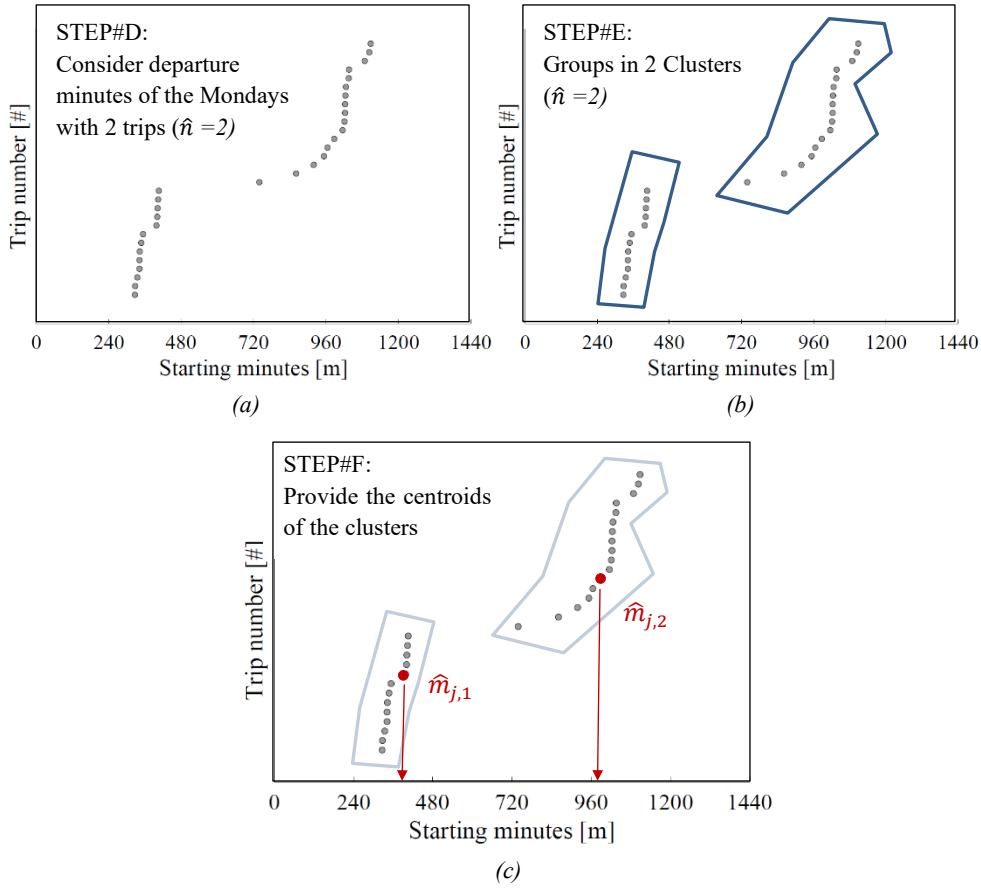 STEP#D:
Consider departure
minutes of the Mondays
with 2 trips (n̂ =2)
Trip number [#]
0 240 480 720 960 1200 1440
Starting minutes [m]
(a)
STEP#E:
Groups in 2 Clusters
(n̂ =2)
Trip number [#]
0 240 480 720 960 1200 1440
Starting minutes [m]
(b)
STEP#F:
Provide the centroids
of the clusters
Trip number [#]
m̂j,2
m̂j,1
0 240 480 720 960 1200 1440
Starting minutes [m]
(c)